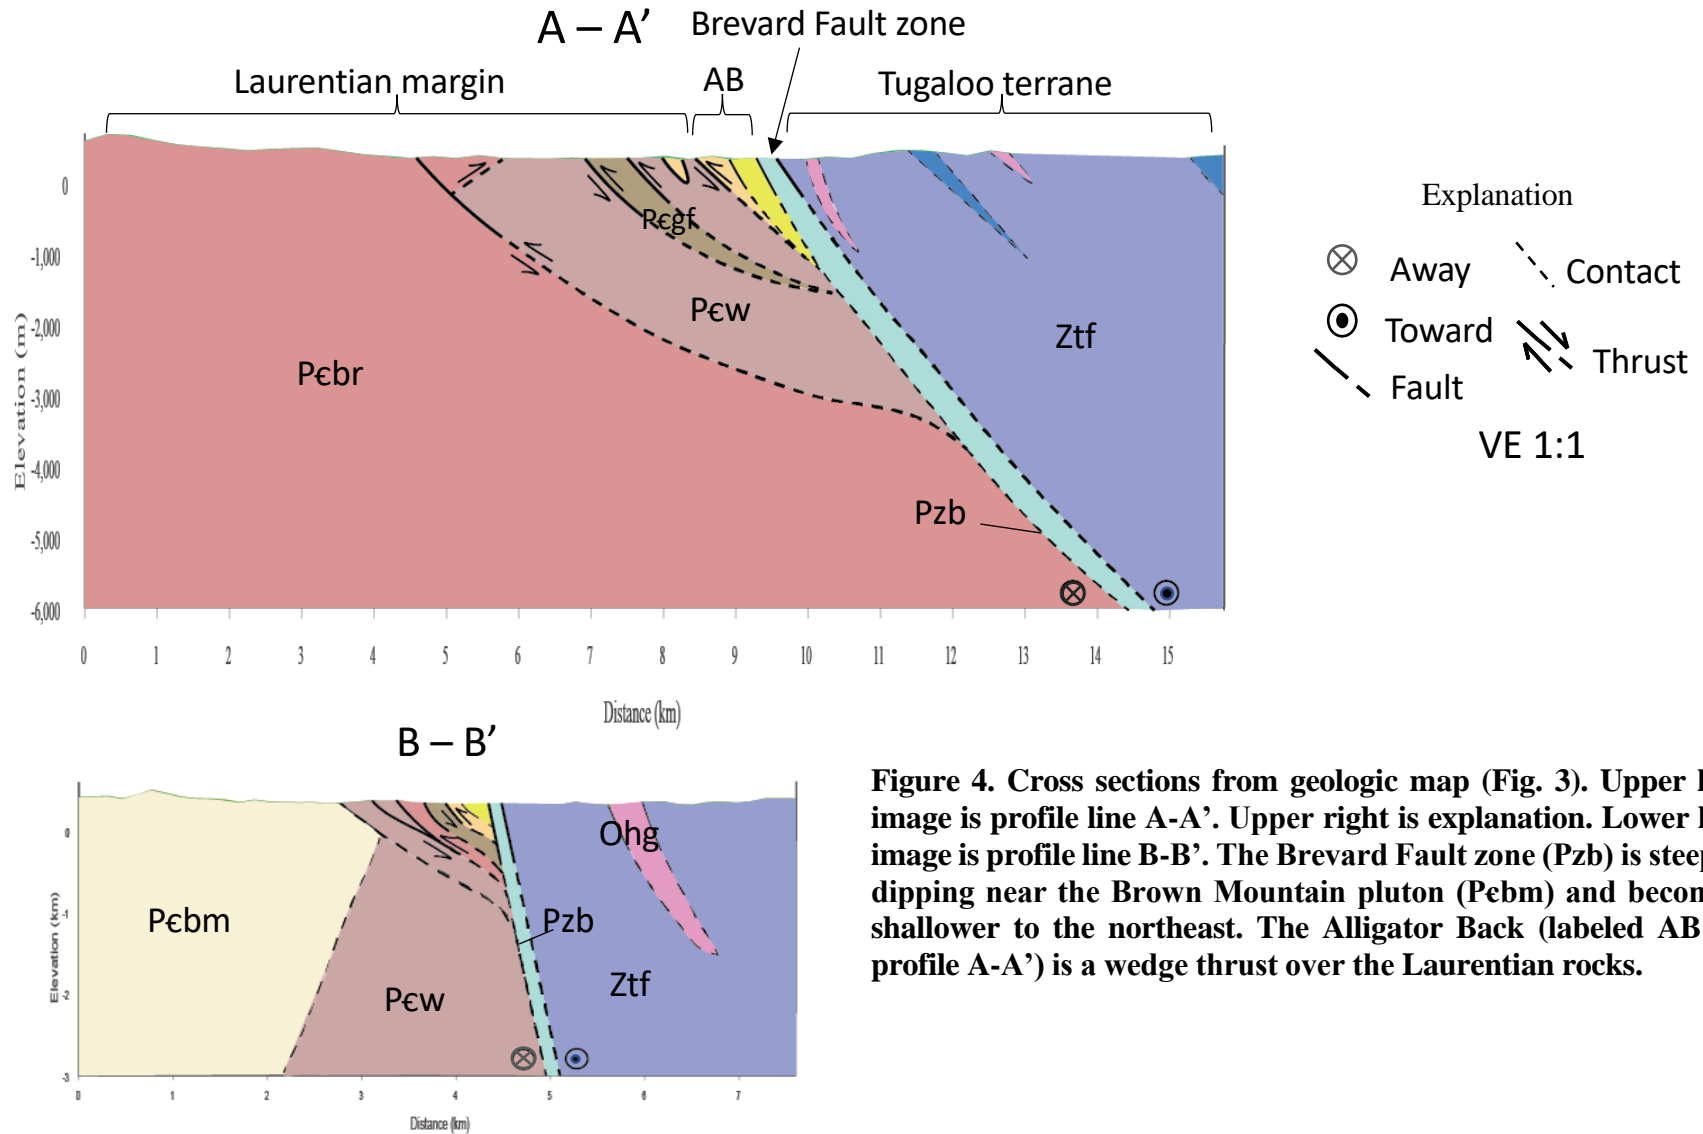 A – A’
Brevard Fault zone
Laurentian margin
AB
Tugaloo terrane
0
-1,000
-2,000
-3,000
-4,000
-5,000
-6,000
Elevation (m)
Pєgf
Pєw
Pєbr
Ztf
Pzb
0 1 2 3 4 5 6 7 8 9 10 11 12 13 14 15
Distance (km)
Explanation
Away
Contact
Toward
Thrust
Fault
VE 1:1
B – B’
0
-1
-2
-3
Elevation (km)
Ohg
Pєbm
Pzb
Pєw
Ztf
0 1 2 3 4 5 6 7
Distance (km)
Figure 4. Cross sections from geologic map (Fig. 3). Upper
image is profile line A-A’. Upper right is explanation. Lower
image is profile line B-B’. The Brevard Fault zone (Pzb) is
dipping near the Brown Mountain pluton (Pєbm) and
shallower to the northeast. The Alligator Back (labeled AB
profile A-A’) is a wedge thrust over the Laurentian rocks.